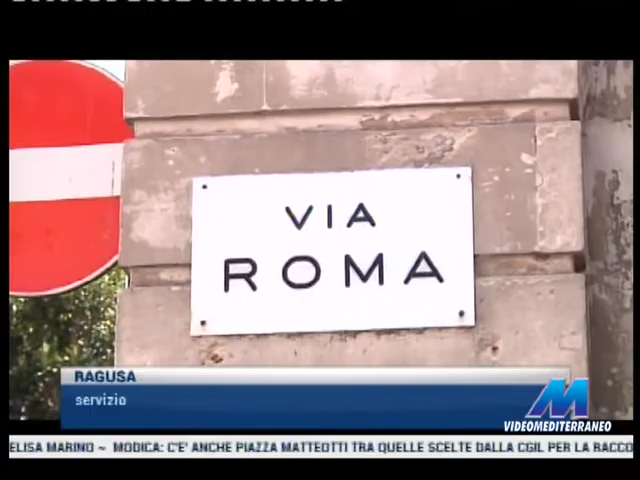 VIA
ROMA
RAGUSA
servizio
VIDEOMEDITERRANEO
ELISA MARINO ~ MODICA: C'E' ANCHE PIAZZA MATTEOTTI TRA QUELLE SCELTE DALLA CGIL PER LA RACCO